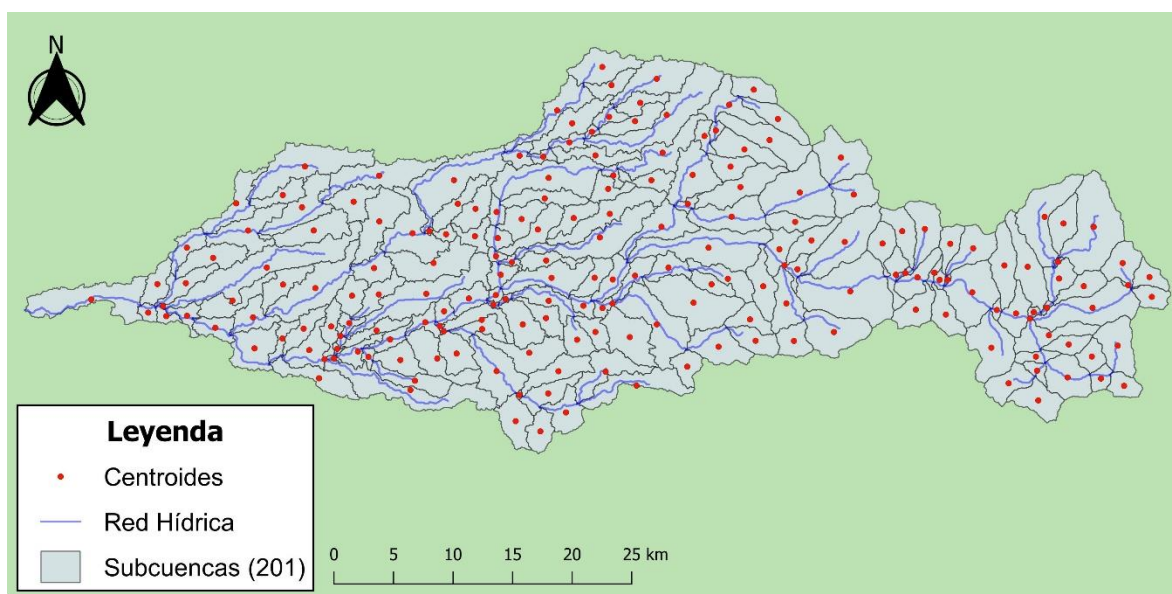 N
Leyenda
Centroides
Red Hídrica
Subcuencas (201)
0 5 10 15 20 25 km